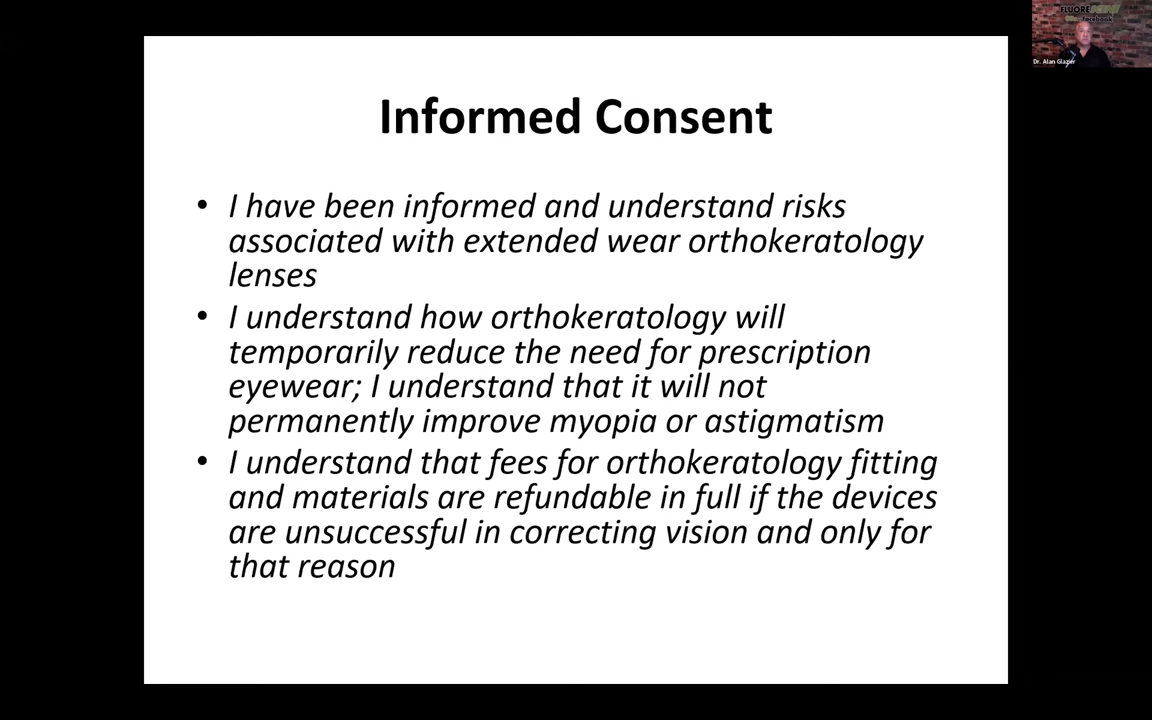 Informed Consent
• I have been informed and understand risks
associated with extended wear orthokeratology
lenses
• I understand how orthokeratology will
temporarily reduce the need for prescription
eyewear; I understand that it will not
permanently improve myopia or astigmatism
• I understand that fees for orthokeratology fitting
and materials are refundable in full if the devices
are unsuccessful in correcting vision and only for
that reason
facebook
Dr. Alan Glazier